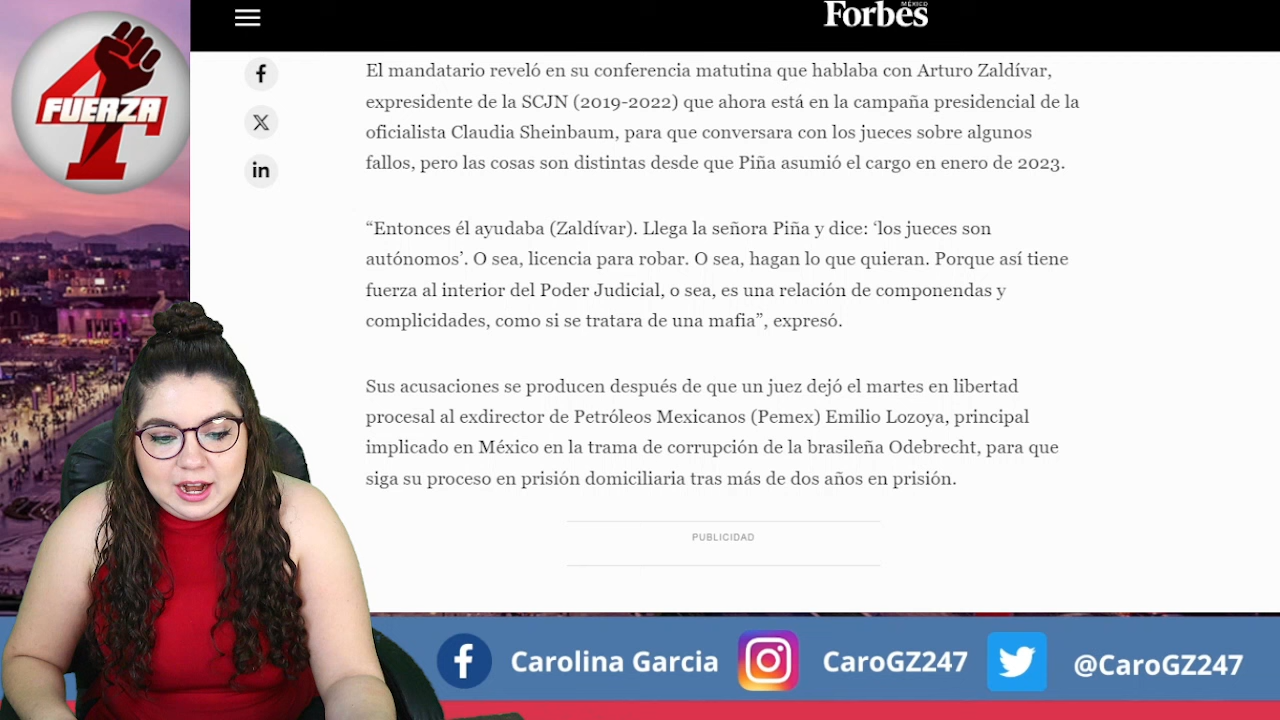 4
FUERZA
Forbes
MÉXICO
El mandatario reveló en su conferencia matutina que hablaba con Arturo Zaldívar,
expresidente de la SCJN (2019-2022) que ahora está en la campaña presidencial de la
oficialista Claudia Sheinbaum, para que conversara con los jueces sobre algunos
fallos, pero las cosas son distintas desde que Piña asumió el cargo en enero de 2023.
“Entonces él ayudaba (Zaldívar). Llega la señora Piña y dice: ‘los jueces son
autónomos’. O sea, licencia para robar. O sea, hagan lo que quieran. Porque así tiene
fuerza al interior del Poder Judicial, o sea, es una relación de componendas y
complicidades, como si se tratara de una mafia”, expresó.
Sus acusaciones se producen después de que un juez dejó el martes en libertad
procesal al exdirector de Petróleos Mexicanos (Pemex) Emilio Lozoya, principal
implicado en México en la trama de corrupción de la brasileña Odebrecht, para que
siga su proceso en prisión domiciliaria tras más de dos años en prisión.
PUBLICIDAD
Carolina Garcia CaroGZ247 @CaroGZ247